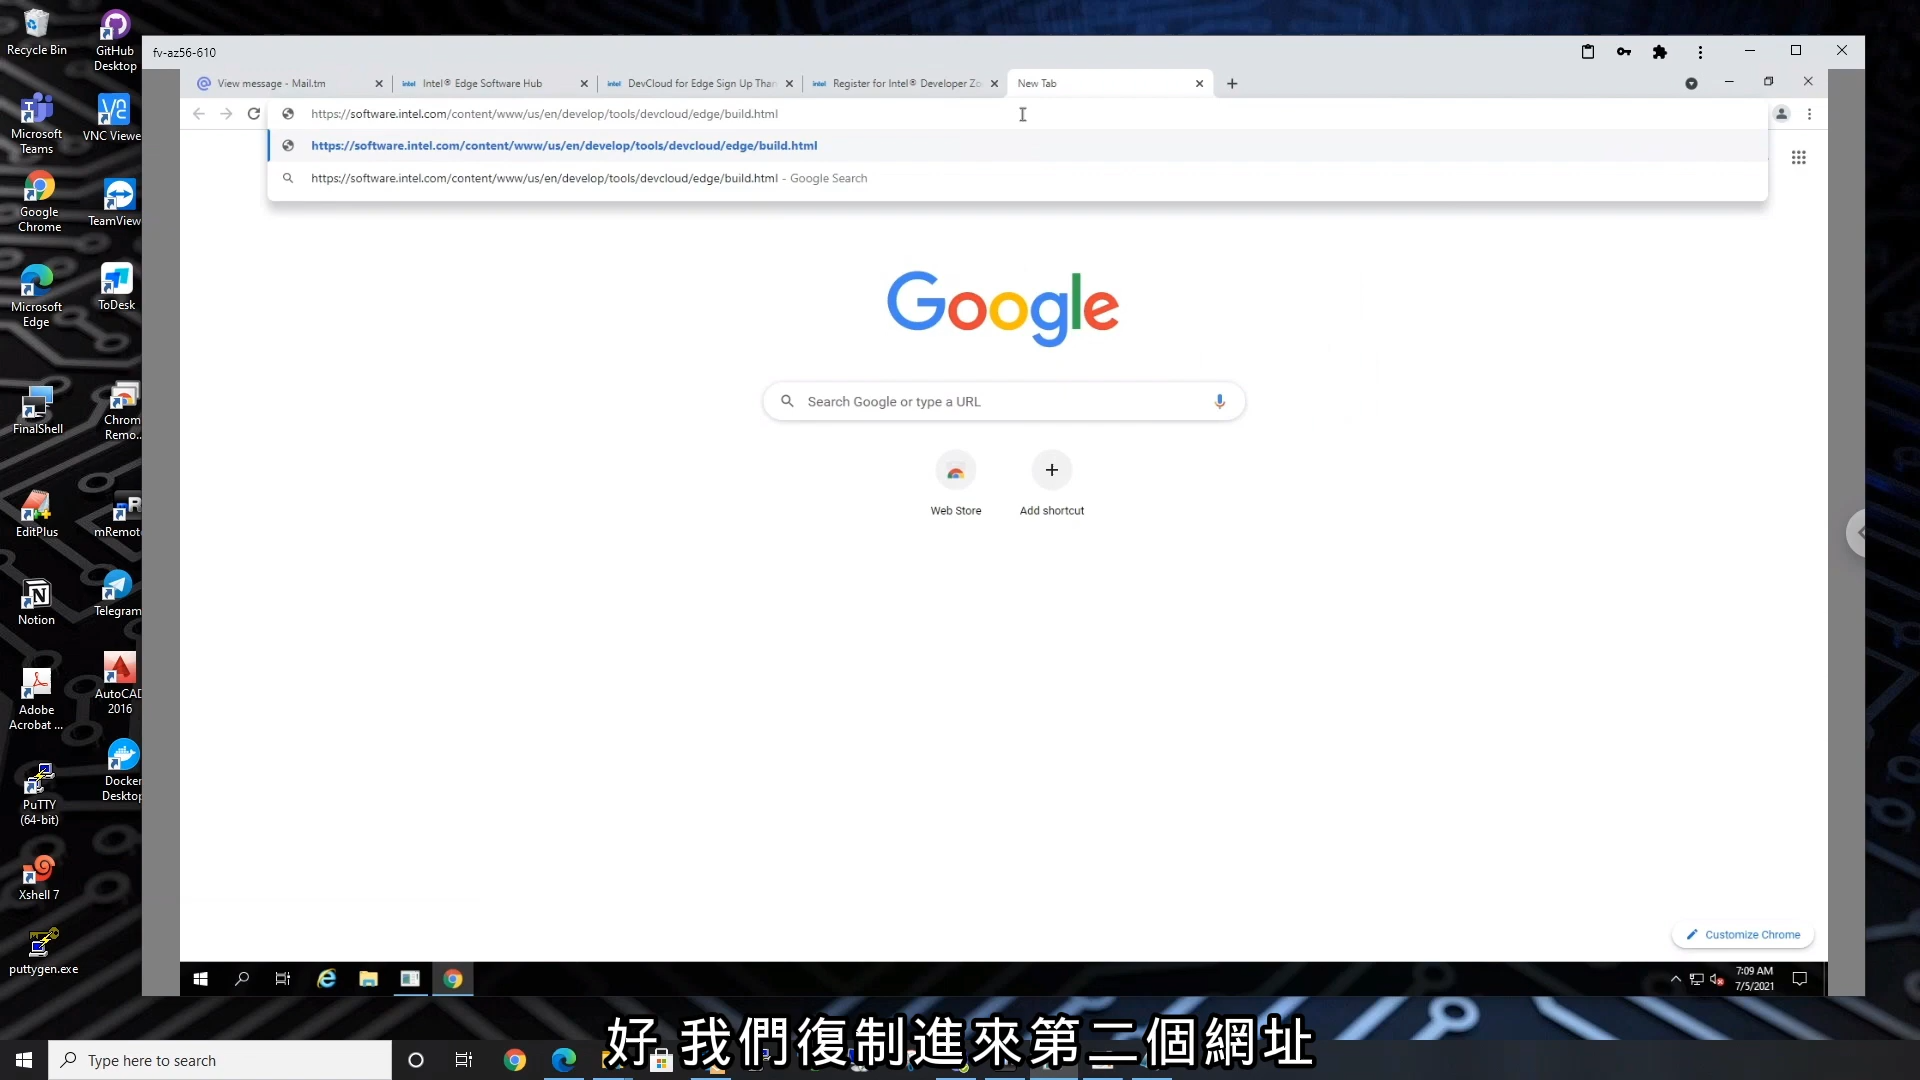 Recycle Bin
GitHub
Desktop
Microsoft
Teams
VNC Viewe
Google
Chrome
TeamView
Microsoft
Edge
ToDesk
FinalShell
Chrom
Remo...
EditPlus
mRemot
Notion
Telegram
Adobe
Acrobat ...
AutoCAD
2016
PuTTY
(64-bit)
Docker
Desktop
Xshell 7
puttygen.exe
fv-az56-610
View message - Mail.tm
intel
Intel® Edge Software Hub
intel
DevCloud for Edge Sign Up Than
intel
Register for Intel® Developer Zo
New Tab
https://software.intel.com/content/www/us/en/develop/tools/devcloud/edge/build.html
https://software.intel.com/content/www/us/en/develop/tools/devcloud/edge/build.html
https://software.intel.com/content/www/us/en/develop/tools/devcloud/edge/build.html - Google Search
Google
Search Google or type a URL
Web Store
Add shortcut
Customize Chrome
7:09 AM
7/5/2021
好 我們復制進來第二個網址
Type here to search